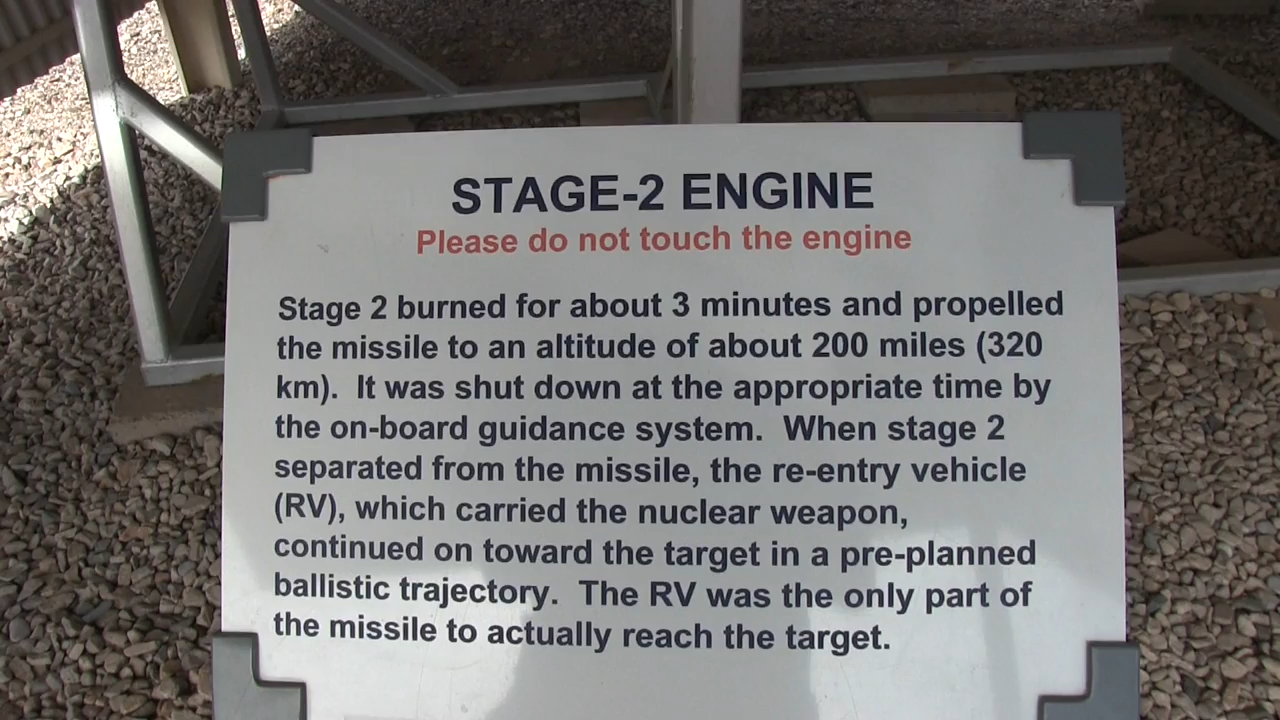 STAGE-2 ENGINE
Please do not touch the engine
Stage 2 burned for about 3 minutes and propelled
the missile to an altitude of about 200 miles (320
km).  It was shut down at the appropriate time by
the on-board guidance system.  When stage 2
separated from the missile, the re-entry vehicle
(RV), which carried the nuclear weapon,
continued on toward the target in a pre-planned
ballistic trajectory.  The RV was the only part of
the missile to actually reach the target.